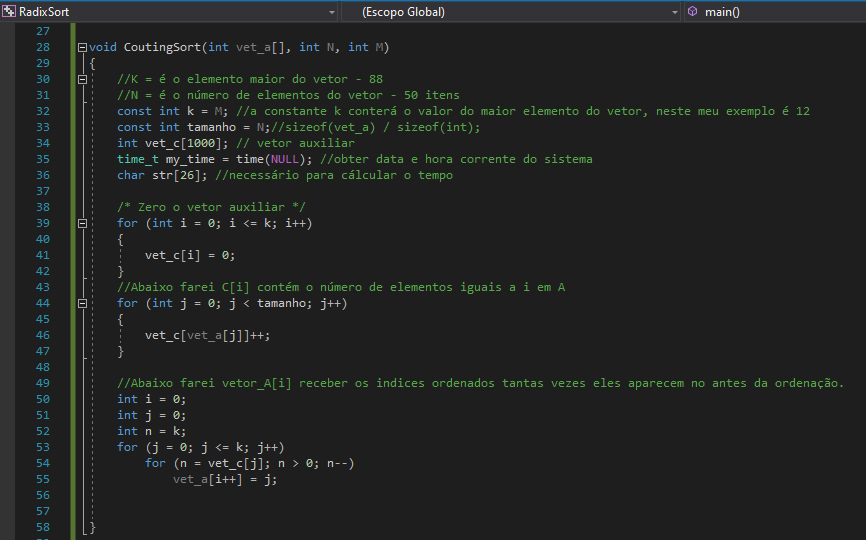 RadixSort (Escopo Global) main()
27
28 void CoutingSort(int vet_a[], int N, int M)
29 {
30 //K = é o elemento maior do vetor - 88
31 //N = é o número de elementos do vetor - 50 itens
32 const int k = M; //a constante k conterá o valor do maior elemento do vetor, neste meu exemplo é 12
33 const int tamanho = N;//sizeof(vet_a) / sizeof(int);
34 int vet_c[1000]; // vetor auxiliar
35 time_t my_time = time(NULL); //obter data e hora corrente do sistema
36 char str[26]; //necessário para cálcular o tempo
37
38 /* Zero o vetor auxiliar */
39 for (int i = 0; i <= k; i++)
40 {
41 vet_c[i] = 0;
42 }
43 //Abaixo farei C[i] contém o número de elementos iguais a i em A
44 for (int j = 0; j < tamanho; j++)
45 {
46 vet_c[vet_a[j]]++;
47 }
48
49 //Abaixo farei vetor_A[i] receber os indices ordenados tantas vezes eles aparecem no antes da ordenação.
50 int i = 0;
51 int j = 0;
52 int n = k;
53 for (j = 0; j <= k; j++)
54 for (n = vet_c[j]; n > 0; n--)
55 vet_a[i++] = j;
56
57
58 }